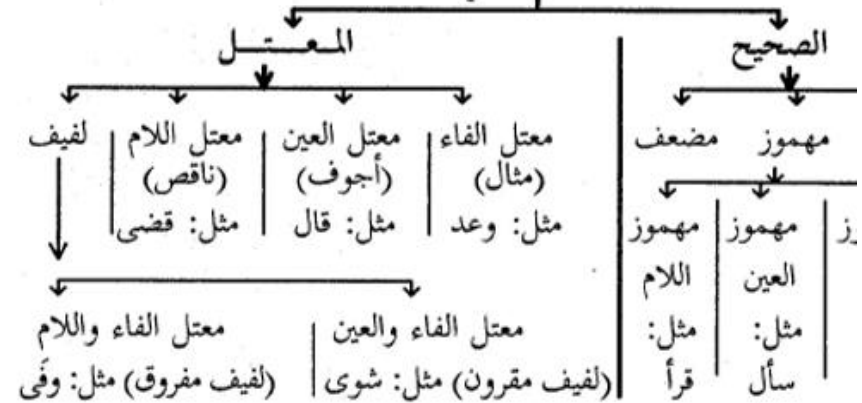 الصحيح
المعتل
مهموز
مضعف
معتل الفاء
معتل العين
معتل اللام
لفيف
(مثال)
(أجوف)
(ناقص)
مثل: وعد
مثل: قال
مثل: قضى
مهموز
مهموز
العين
اللام
مثل:
مثل:
سأل
قرأ
معتل الفاء والعين
معتل الفاء واللام
(لفيف مقرون) مثل: شوى
(لفيف مفروق) مثل: وفَى